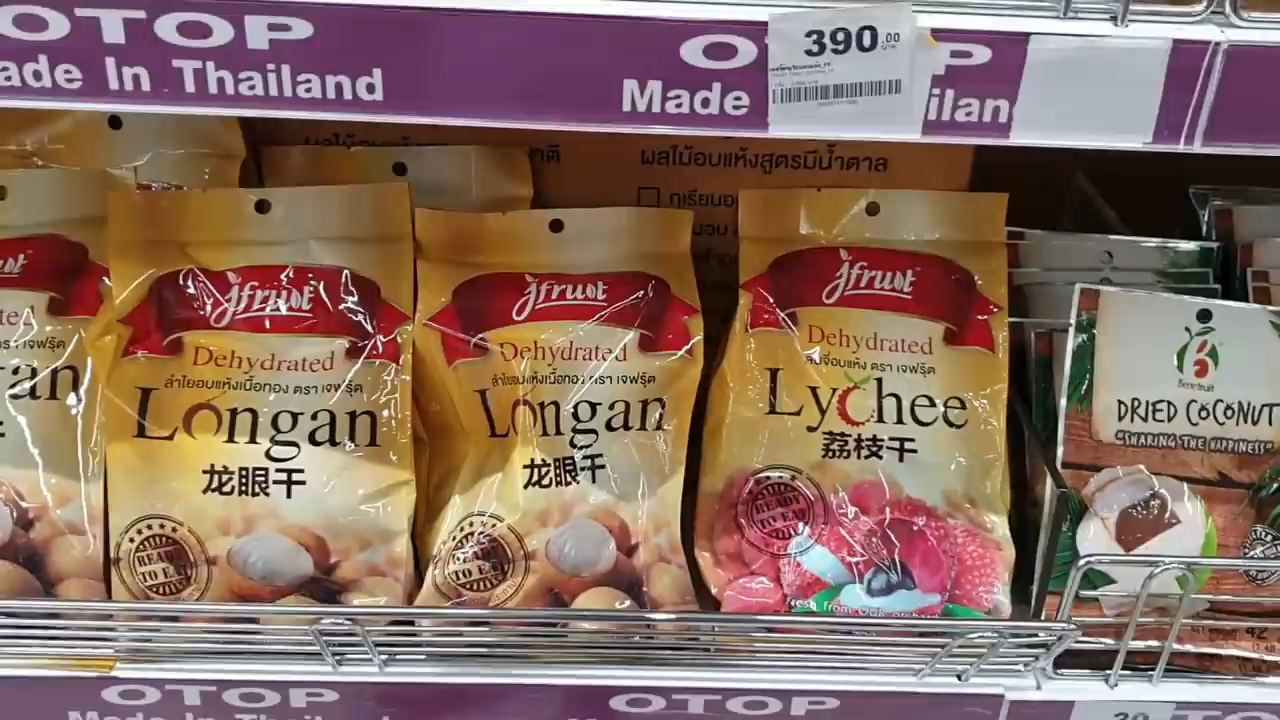 OTOP
ade In Thailand
390.00
บาท
O
P
Made
ilan
ผลไม้อบแห้งสูตรมีน้ำตาล
ทุเรียนอ
jfruit
Dehydrated
ลำไยอบแห้งเนื้อทอง ตรา เจฟรุ๊ต
Longan
龙眼干
READY
TO EAT
jfruit
Dehydrated
ลำไยอบแห้งเนื้อทอง ตรา เจฟรุ๊ต
Longan
龙眼干
READY
TO EAT
jfruit
Dehydrated
ลิ้นจี่อบแห้ง ตรา เจฟรุ๊ต
Lychee
荔枝干
READY
TO EAT
Fresh from Our Orchard
an
Benefruit
DRIED COCONUT
"SHARING THE HAPPINESS"
OTOP
Made In Thailand
OTOP